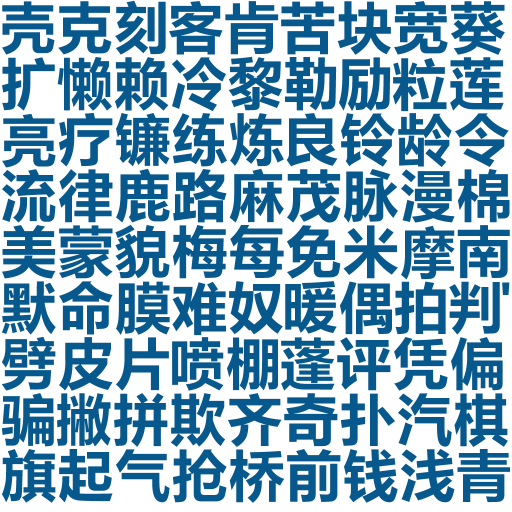 壳克刻客肯苦块宽葵
扩懒赖冷黎勒励粒莲
亮疗镰练炼良铃龄令
流律鹿路麻茂脉漫棉
美蒙貌梅每免米摩南
默命膜难奴暖偶拍判'
劈皮片喷棚蓬评凭偏
骗撇拼欺齐奇扑汽棋
旗起气抢桥前钱浅青